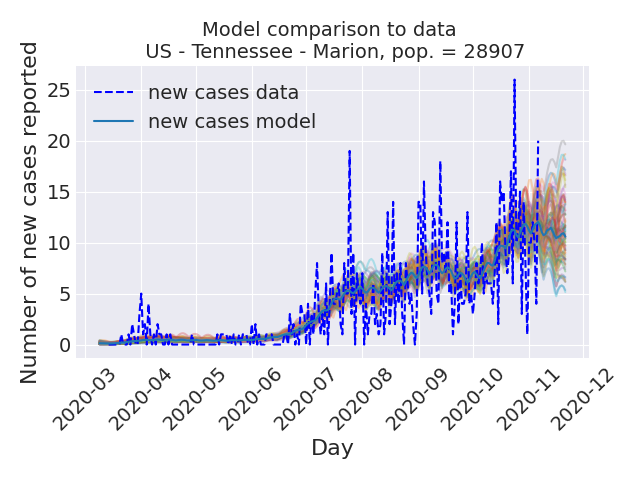 Model comparison to data
US - Tennessee - Marion, pop. = 28907
Number of new cases reported
25
20
15
10
5
0
new cases data
new cases model
2020-03
2020-04
2020-05
2020-06
2020-07
2020-08
2020-09
2020-10
2020-11
2020-12
Day